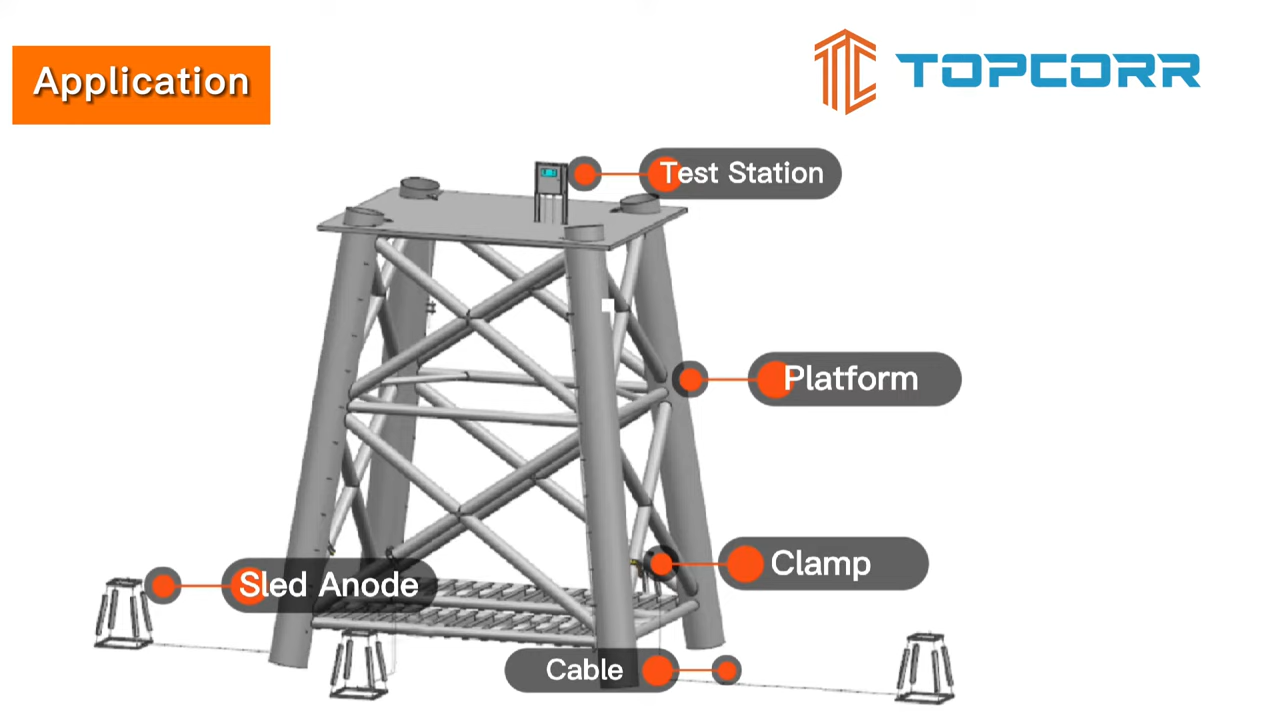 Application
TOPCORR
Test Station
Platform
Clamp
Sled Anode
Cable